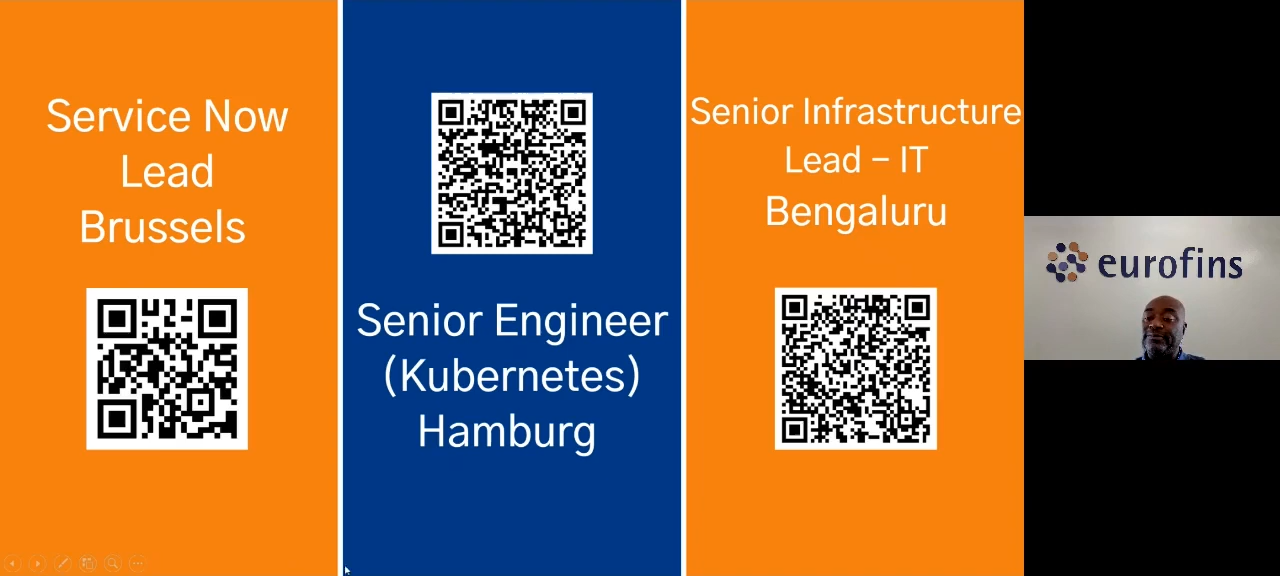 Service Now
Lead
Brussels
Senior Engineer
(Kubernetes)
Hamburg
Senior Infrastructure
Lead – IT
Bengaluru
eurofins